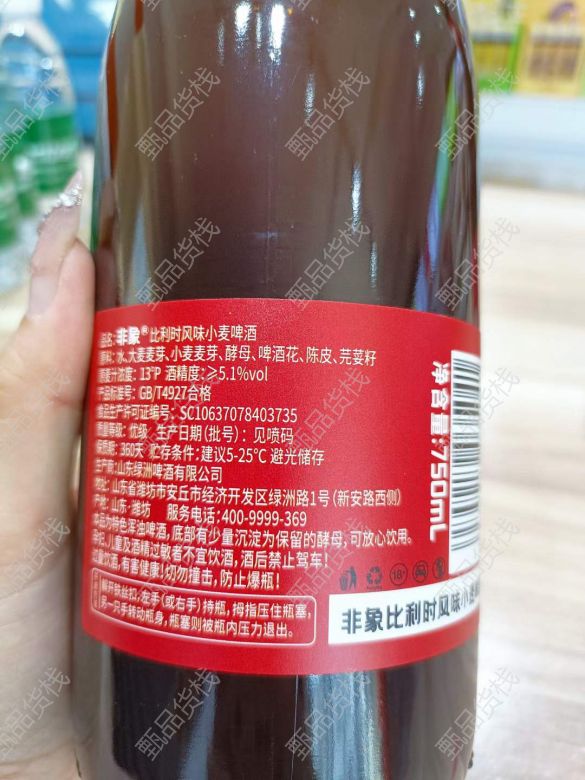 品名:非象®比利时风味小麦啤酒
原料:水、大麦麦芽、小麦麦芽、酵母、啤酒花、陈皮、芫荽籽
原麦汁浓度: 13°P 酒精度:≥5.1%vol
产品标准号: GB/T4927合格
食品生产许可证编号: SC10637078403735
质量等级: 优级 生产日期(批号): 见喷码
保质期: 360天 贮存条件:建议5-25℃ 避光储存
生产商:山东绿洲啤酒有限公司
地址:山东省潍坊市安丘市经济开发区绿洲路1号(新安路西侧)
产地:山东·潍坊 服务电话:400-9999-369
本品为特色浑浊啤酒,底部有少量沉淀为保留的酵母,可放心饮用。
孕妇、儿童及酒精过敏者不宜饮酒,酒后禁止驾车!
过量饮酒,有害健康!切勿撞击,防止爆瓶!
解开铁丝扣:左手(或右手)持瓶,拇指压住瓶塞,
另一只手转动瓶身,瓶塞则被瓶内压力退出。
净含量:750mL
18+
非象比利时风味小麦
甄品货栈